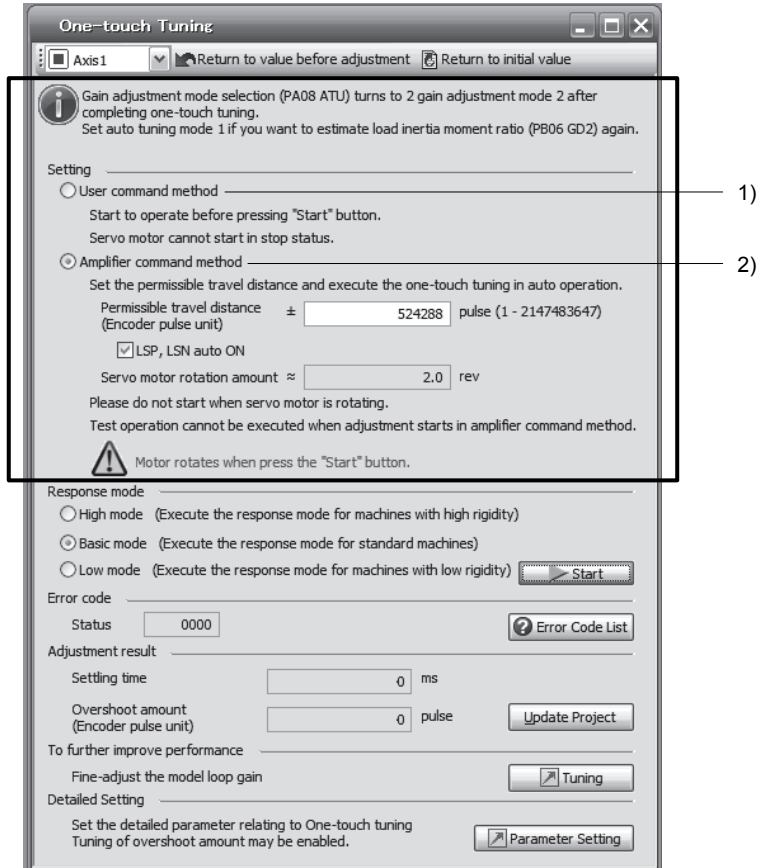 One-touch Tuning
Axis1 Return to value before adjustment Return to initial value
Gain adjustment mode selection (PA08 ATU) turns to 2 gain adjustment mode 2 after
completing one-touch tuning.
Set auto tuning mode 1 if you want to estimate load inertia moment ratio (PB06 GD2) again.
Setting
User command method 1)
Start to operate before pressing "Start" button.
Servo motor cannot start in stop status.
Amplifier command method 2)
Set the permissible travel distance and execute the one-touch tuning in auto operation.
Permissible travel distance
(Encoder pulse unit) ± 524288 pulse (1 - 2147483647)
LSP, LSN auto ON
Servo motor rotation amount ≈ 2.0 rev
Please do not start when servo motor is rotating.
Test operation cannot be executed when adjustment starts in amplifier command method.
Motor rotates when press the "Start" button.
Response mode
High mode (Execute the response mode for machines with high rigidity)
Basic mode (Execute the response mode for standard machines)
Low mode (Execute the response mode for machines with low rigidity) Start
Error code
Status 0000 Error Code List
Adjustment result
Settling time 0 ms
Overshoot amount
(Encoder pulse unit) 0 pulse Update Project
To further improve performance
Fine-adjust the model loop gain Tuning
Detailed Setting
Set the detailed parameter relating to One-touch tuning
Tuning of overshoot amount may be enabled. Parameter Setting